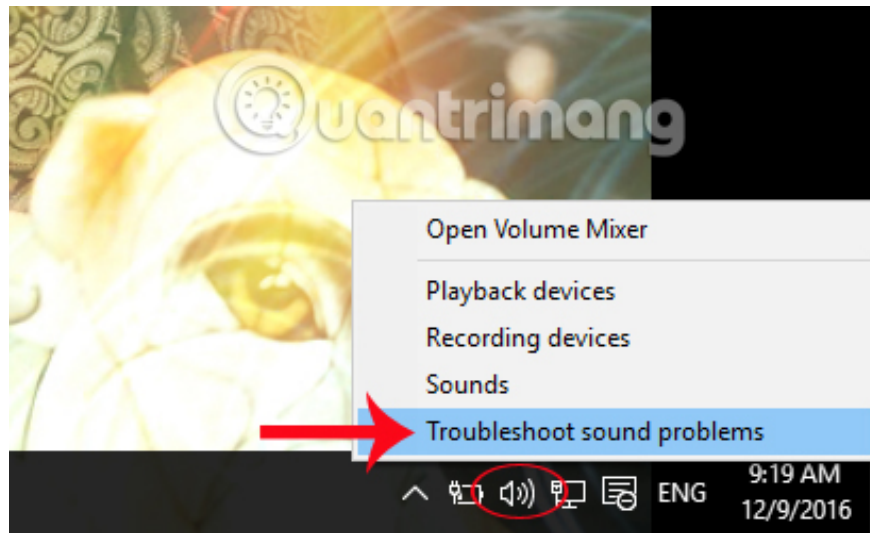 Quantrimang
Open Volume Mixer
Playback devices
Recording devices
Sounds
Troubleshoot sound problems
ENG
9:19 AM
12/9/2016